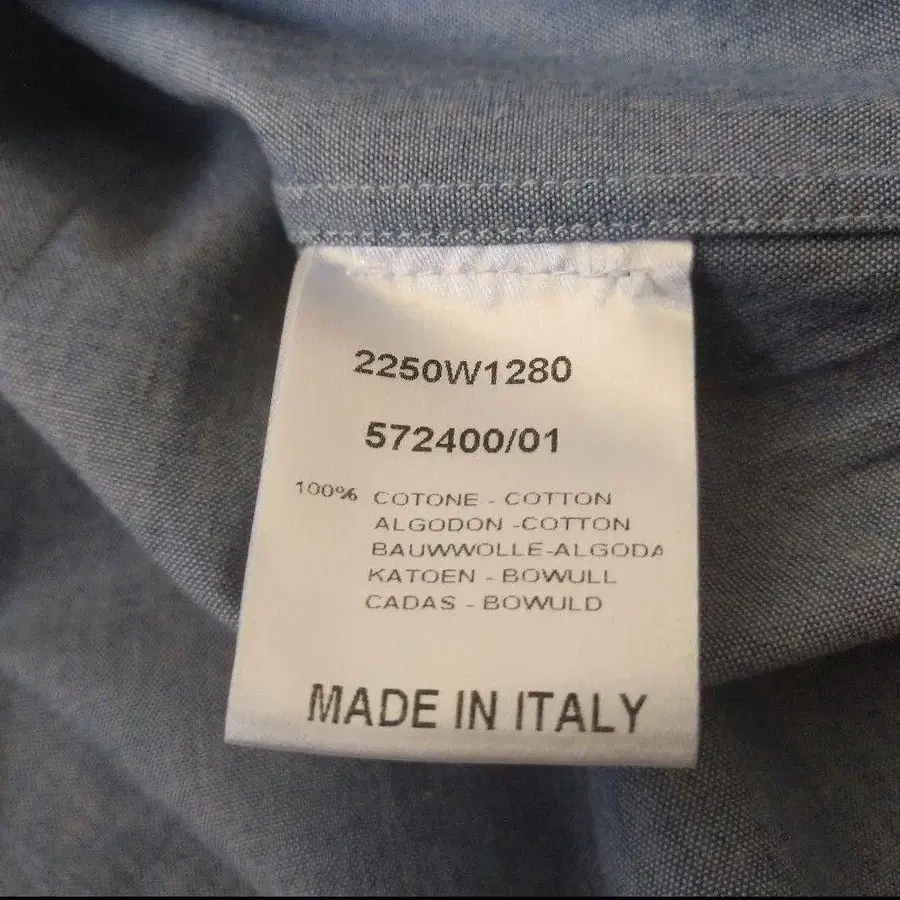 2250W1280
572400/01
100% COTONE - COTTON
ALGODON -COTTON
BAUWWOLLE-ALGODA
KATOEN - BOWULL
CADAS - BOWULD
MADE IN ITALY